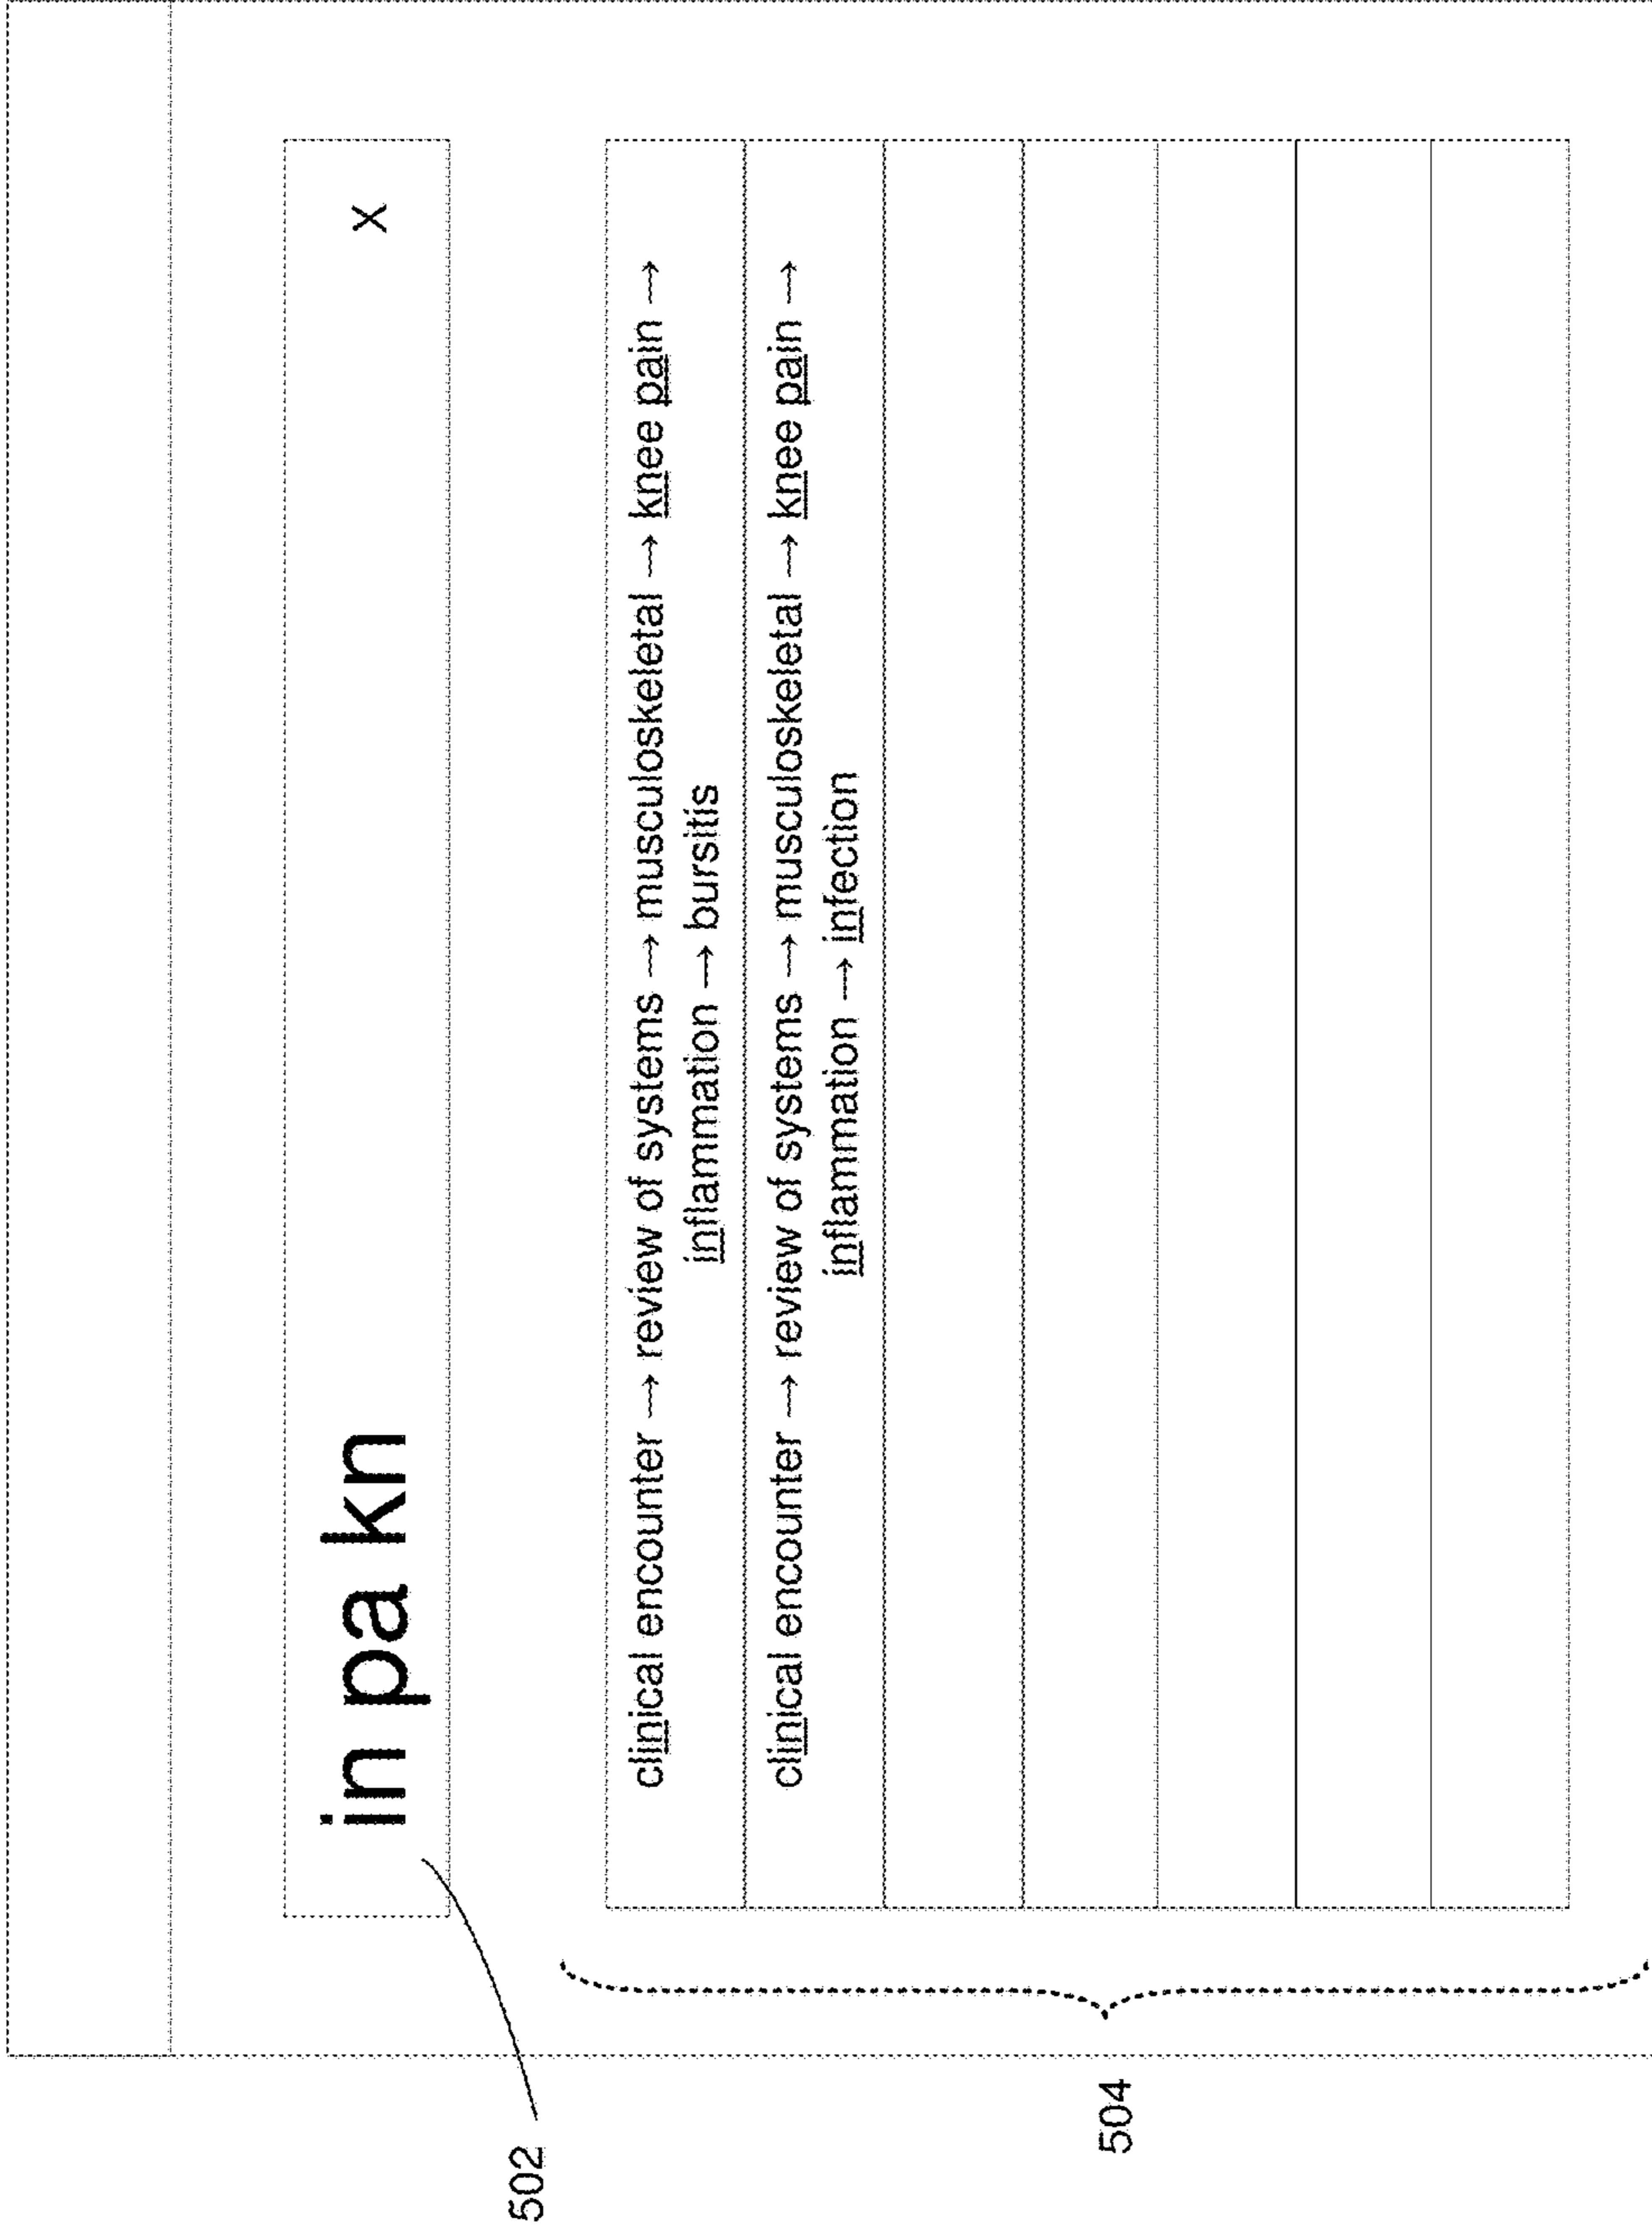 in pa kn x
clinical encounter → review of systems → musculoskeletal → knee pain →
inflammation → bursitis
clinical encounter → review of systems → musculoskeletal → knee pain →
inflammation → infection
502
504